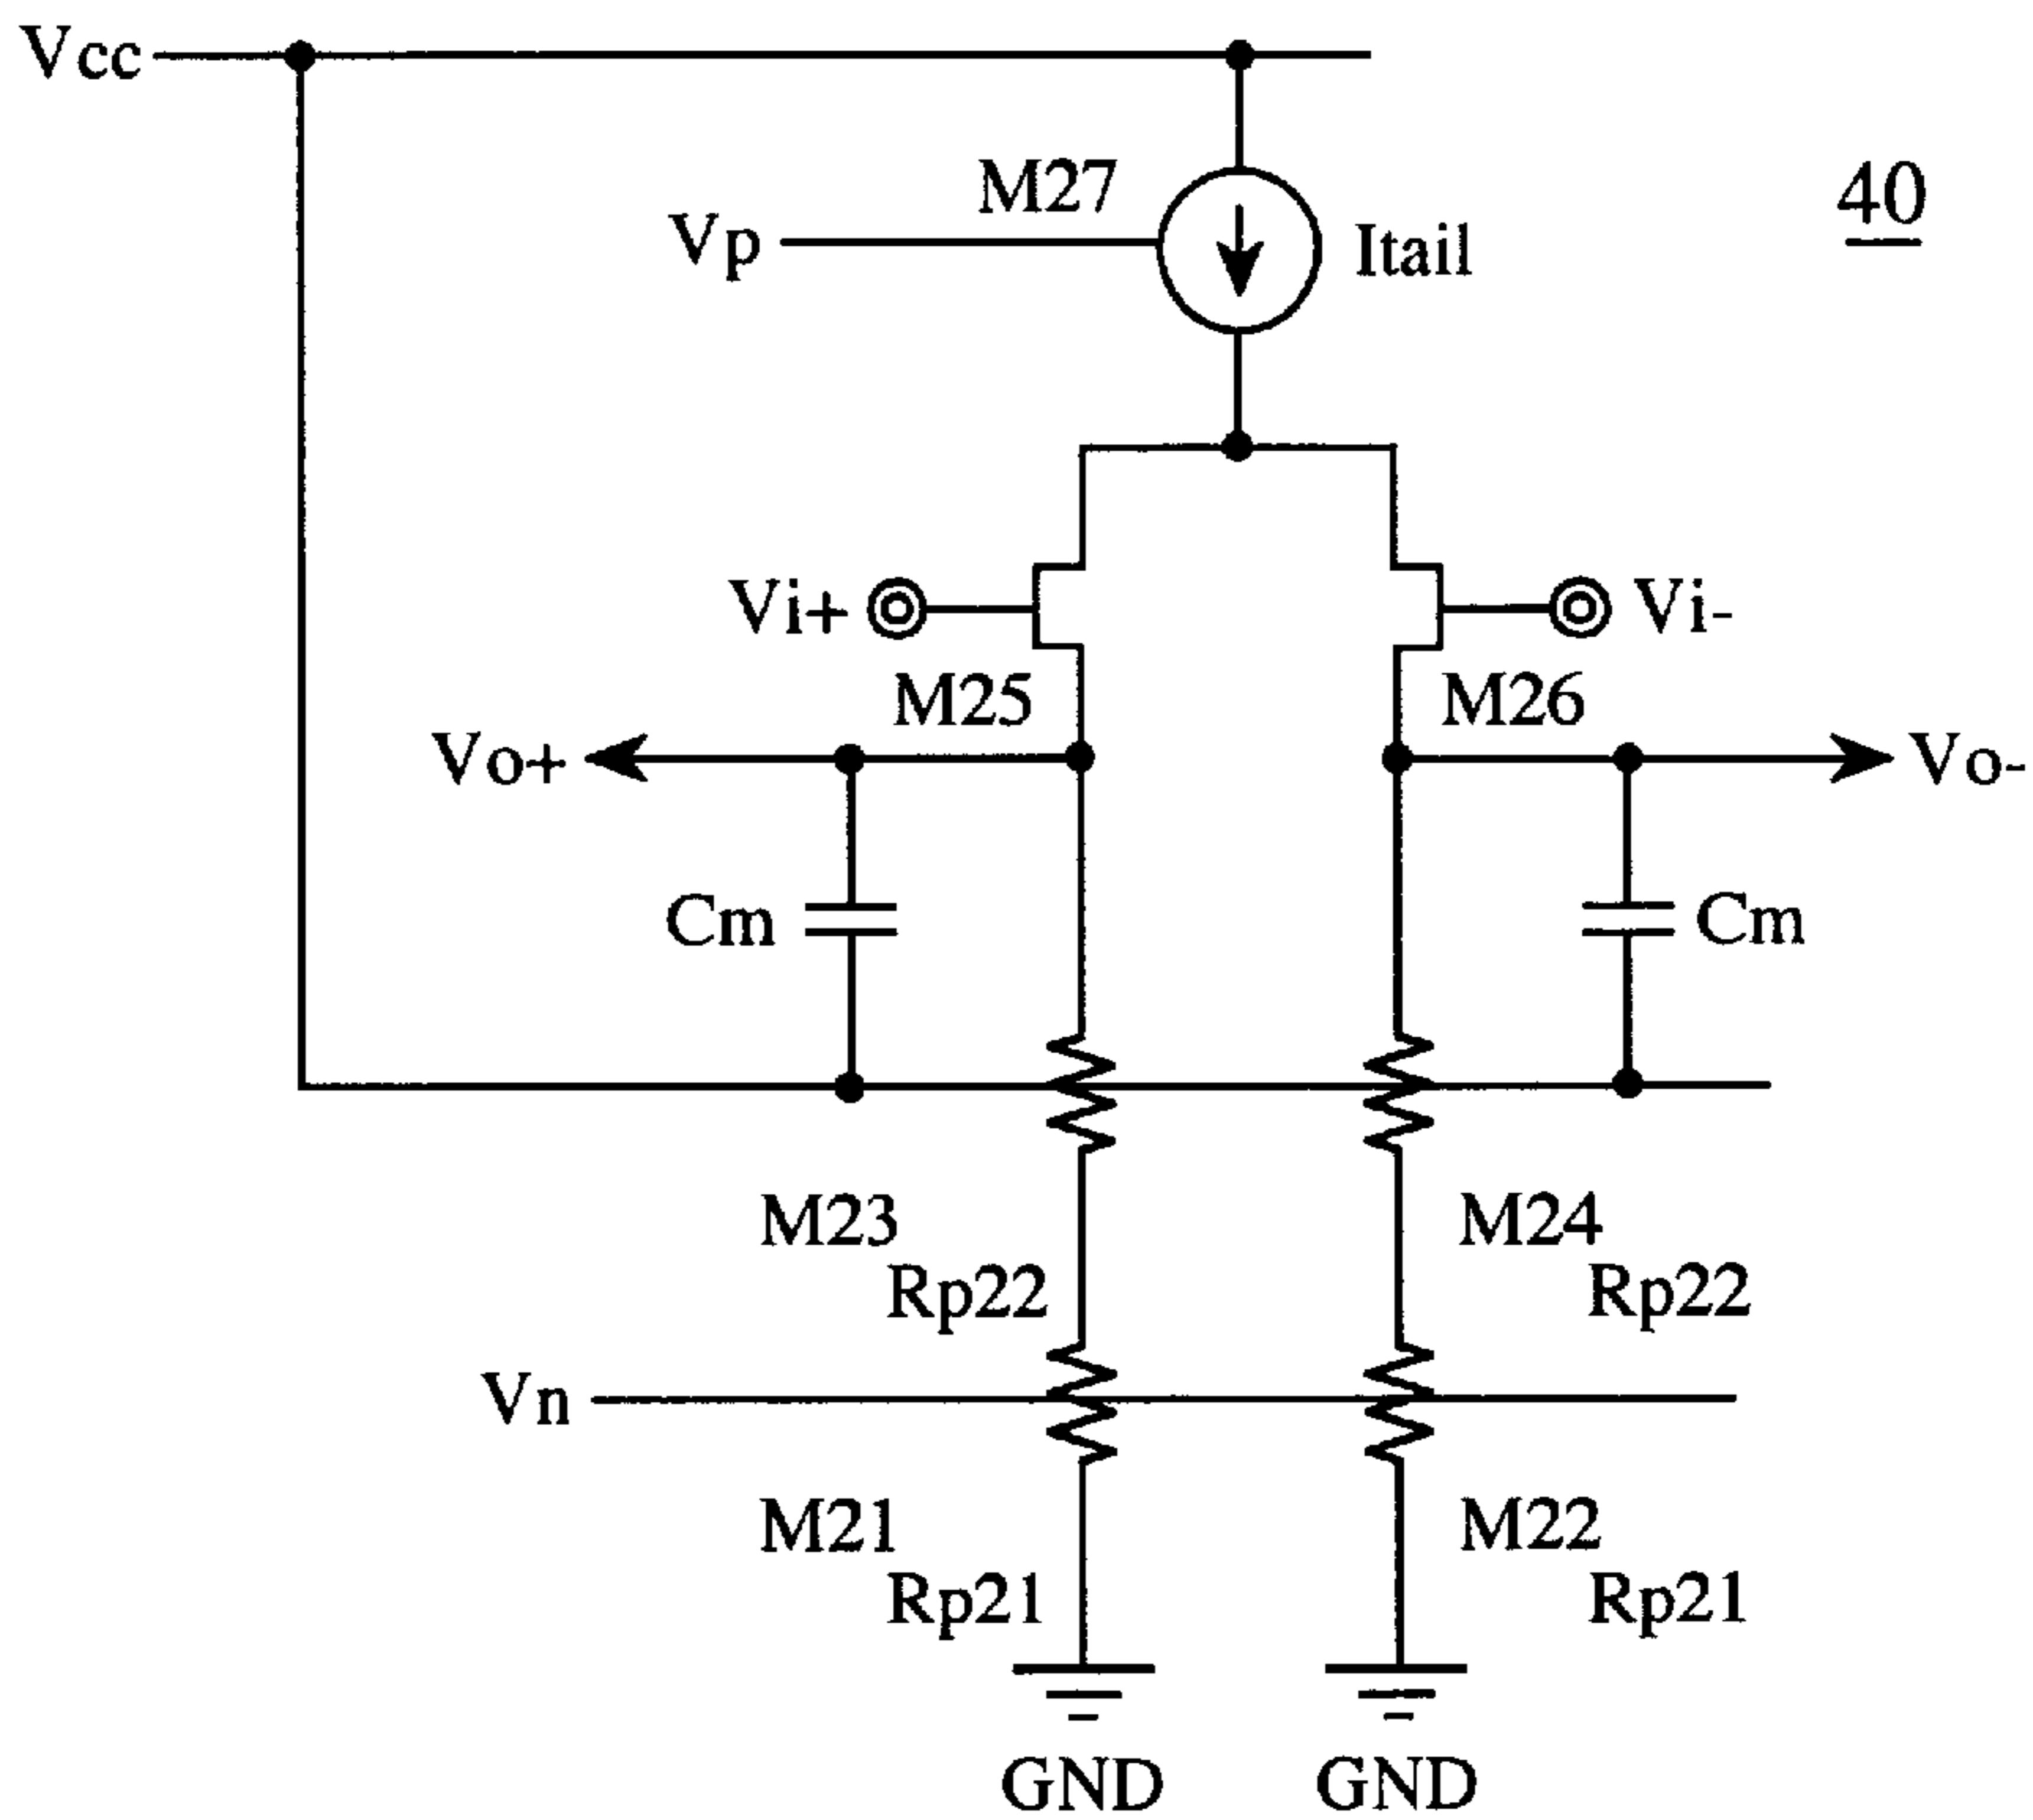 Vcc
M27
40
Vp
Itail
Vi+
Vi-
M25
M26
Vo+
Vo-
Cm
Cm
M23
M24
Rp22
Rp22
Vn
M21
M22
Rp21
Rp21
GND
GND